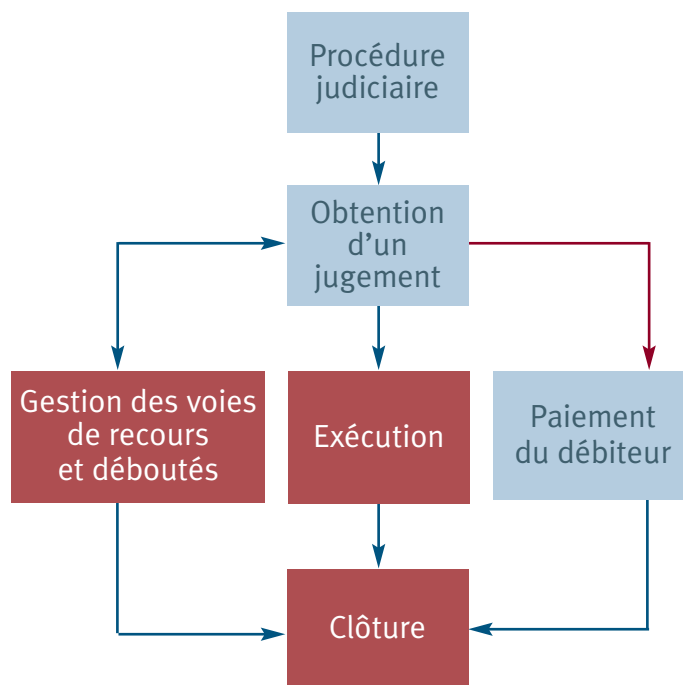 Procédure
judiciaire
Obtention
d'un
jugement
Gestion des voies
de recours
et déboutés
Exécution
Paiement
du débiteur
Clôture